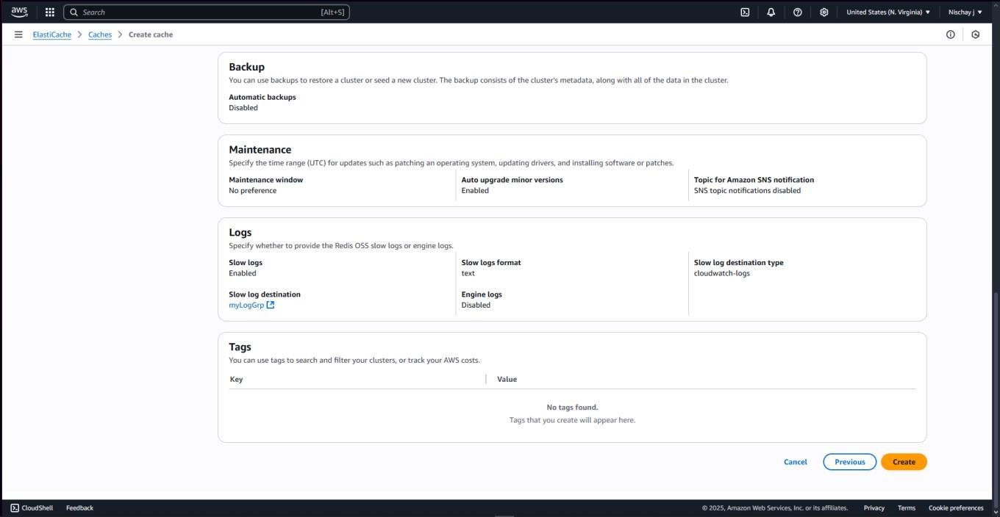 aws
Search [Alt+S]
United States (N. Virginia) ▼
Nischay j ▼
ElastiCache > Caches > Create cache
Backup
You can use backups to restore a cluster or seed a new cluster. The backup consists of the cluster's metadata, along with all of the data in the cluster.
Automatic backups
Disabled
Maintenance
Specify the time range (UTC) for updates such as patching an operating system, updating drivers, and installing software or patches.
Maintenance window
No preference
Auto upgrade minor versions
Enabled
Topic for Amazon SNS notification
SNS topic notifications disabled
Logs
Specify whether to provide the Redis OSS slow logs or engine logs.
Slow logs
Enabled
Slow logs format
text
Slow log destination type
cloudwatch-logs
Slow log destination
myLogGrp
Engine logs
Disabled
Tags
You can use tags to search and filter your clusters, or track your AWS costs.
Key Value
No tags found.
Tags that you create will appear here.
Cancel Previous Create
CloudShell Feedback © 2025, Amazon Web Services, Inc. or its affiliates. Privacy Terms Cookie preferences